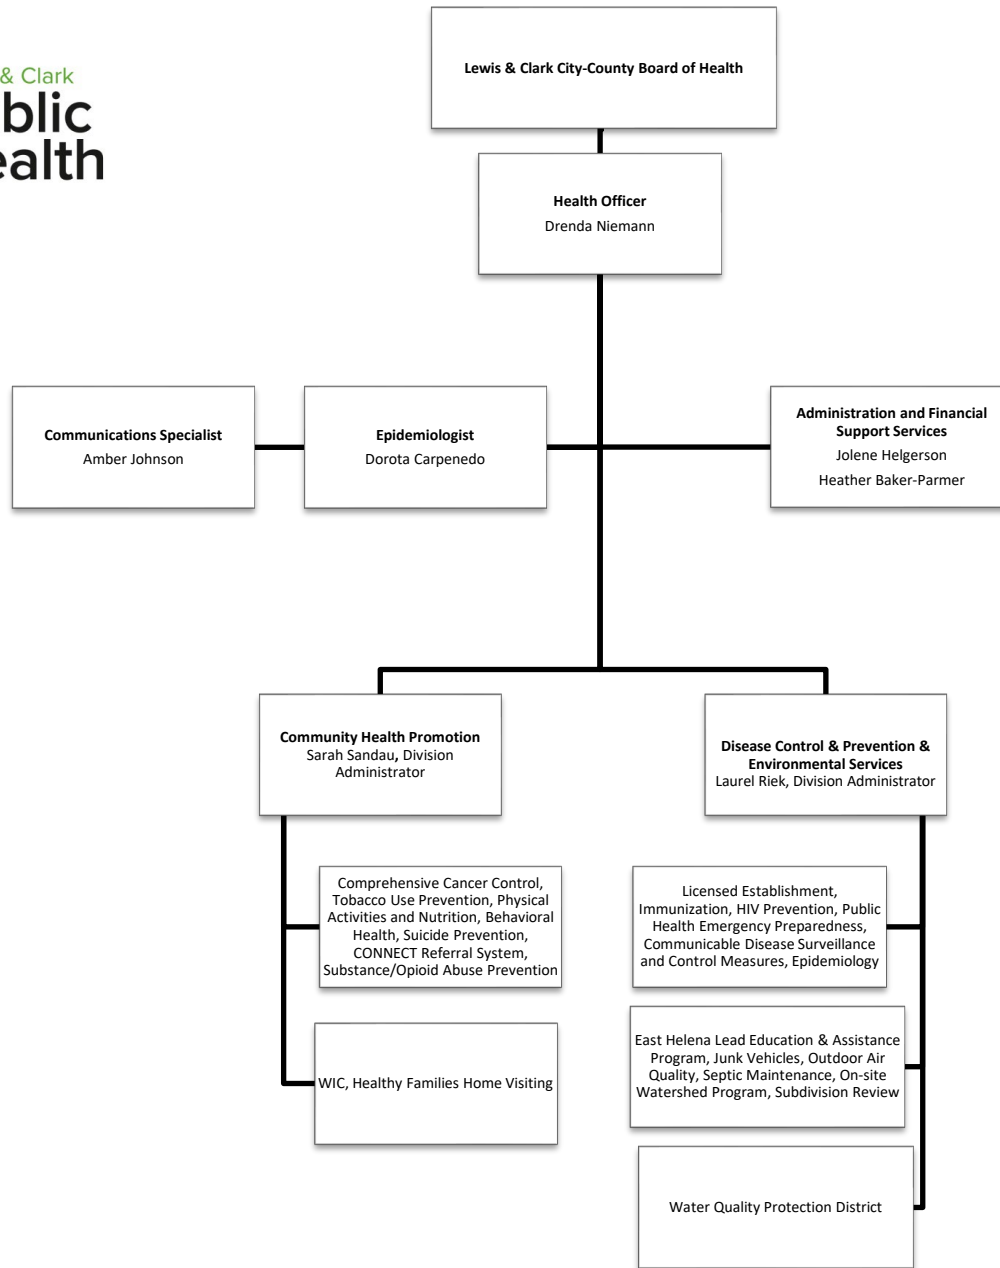 & Clark
blic
ealth
Lewis & Clark City-County Board of Health
Health Officer
Drenda Niemann
Communications Specialist
Amber Johnson
Epidemiologist
Dorota Carpenedo
Administration and Financial
Support Services
Jolene Helgerson
Heather Baker-Parmer
Community Health Promotion
Sarah Sandau, Division
Administrator
Disease Control & Prevention &
Environmental Services
Laurel Riek, Division Administrator
Comprehensive Cancer Control,
Tobacco Use Prevention, Physical
Activities and Nutrition, Behavioral
Health, Suicide Prevention,
CONNECT Referral System,
Substance/Opioid Abuse Prevention
Licensed Establishment,
Immunization, HIV Prevention, Public
Health Emergency Preparedness,
Communicable Disease Surveillance
and Control Measures, Epidemiology
WIC, Healthy Families Home Visiting
East Helena Lead Education & Assistance
Program, Junk Vehicles, Outdoor Air
Quality, Septic Maintenance, On-site
Watershed Program, Subdivision Review
Water Quality Protection District